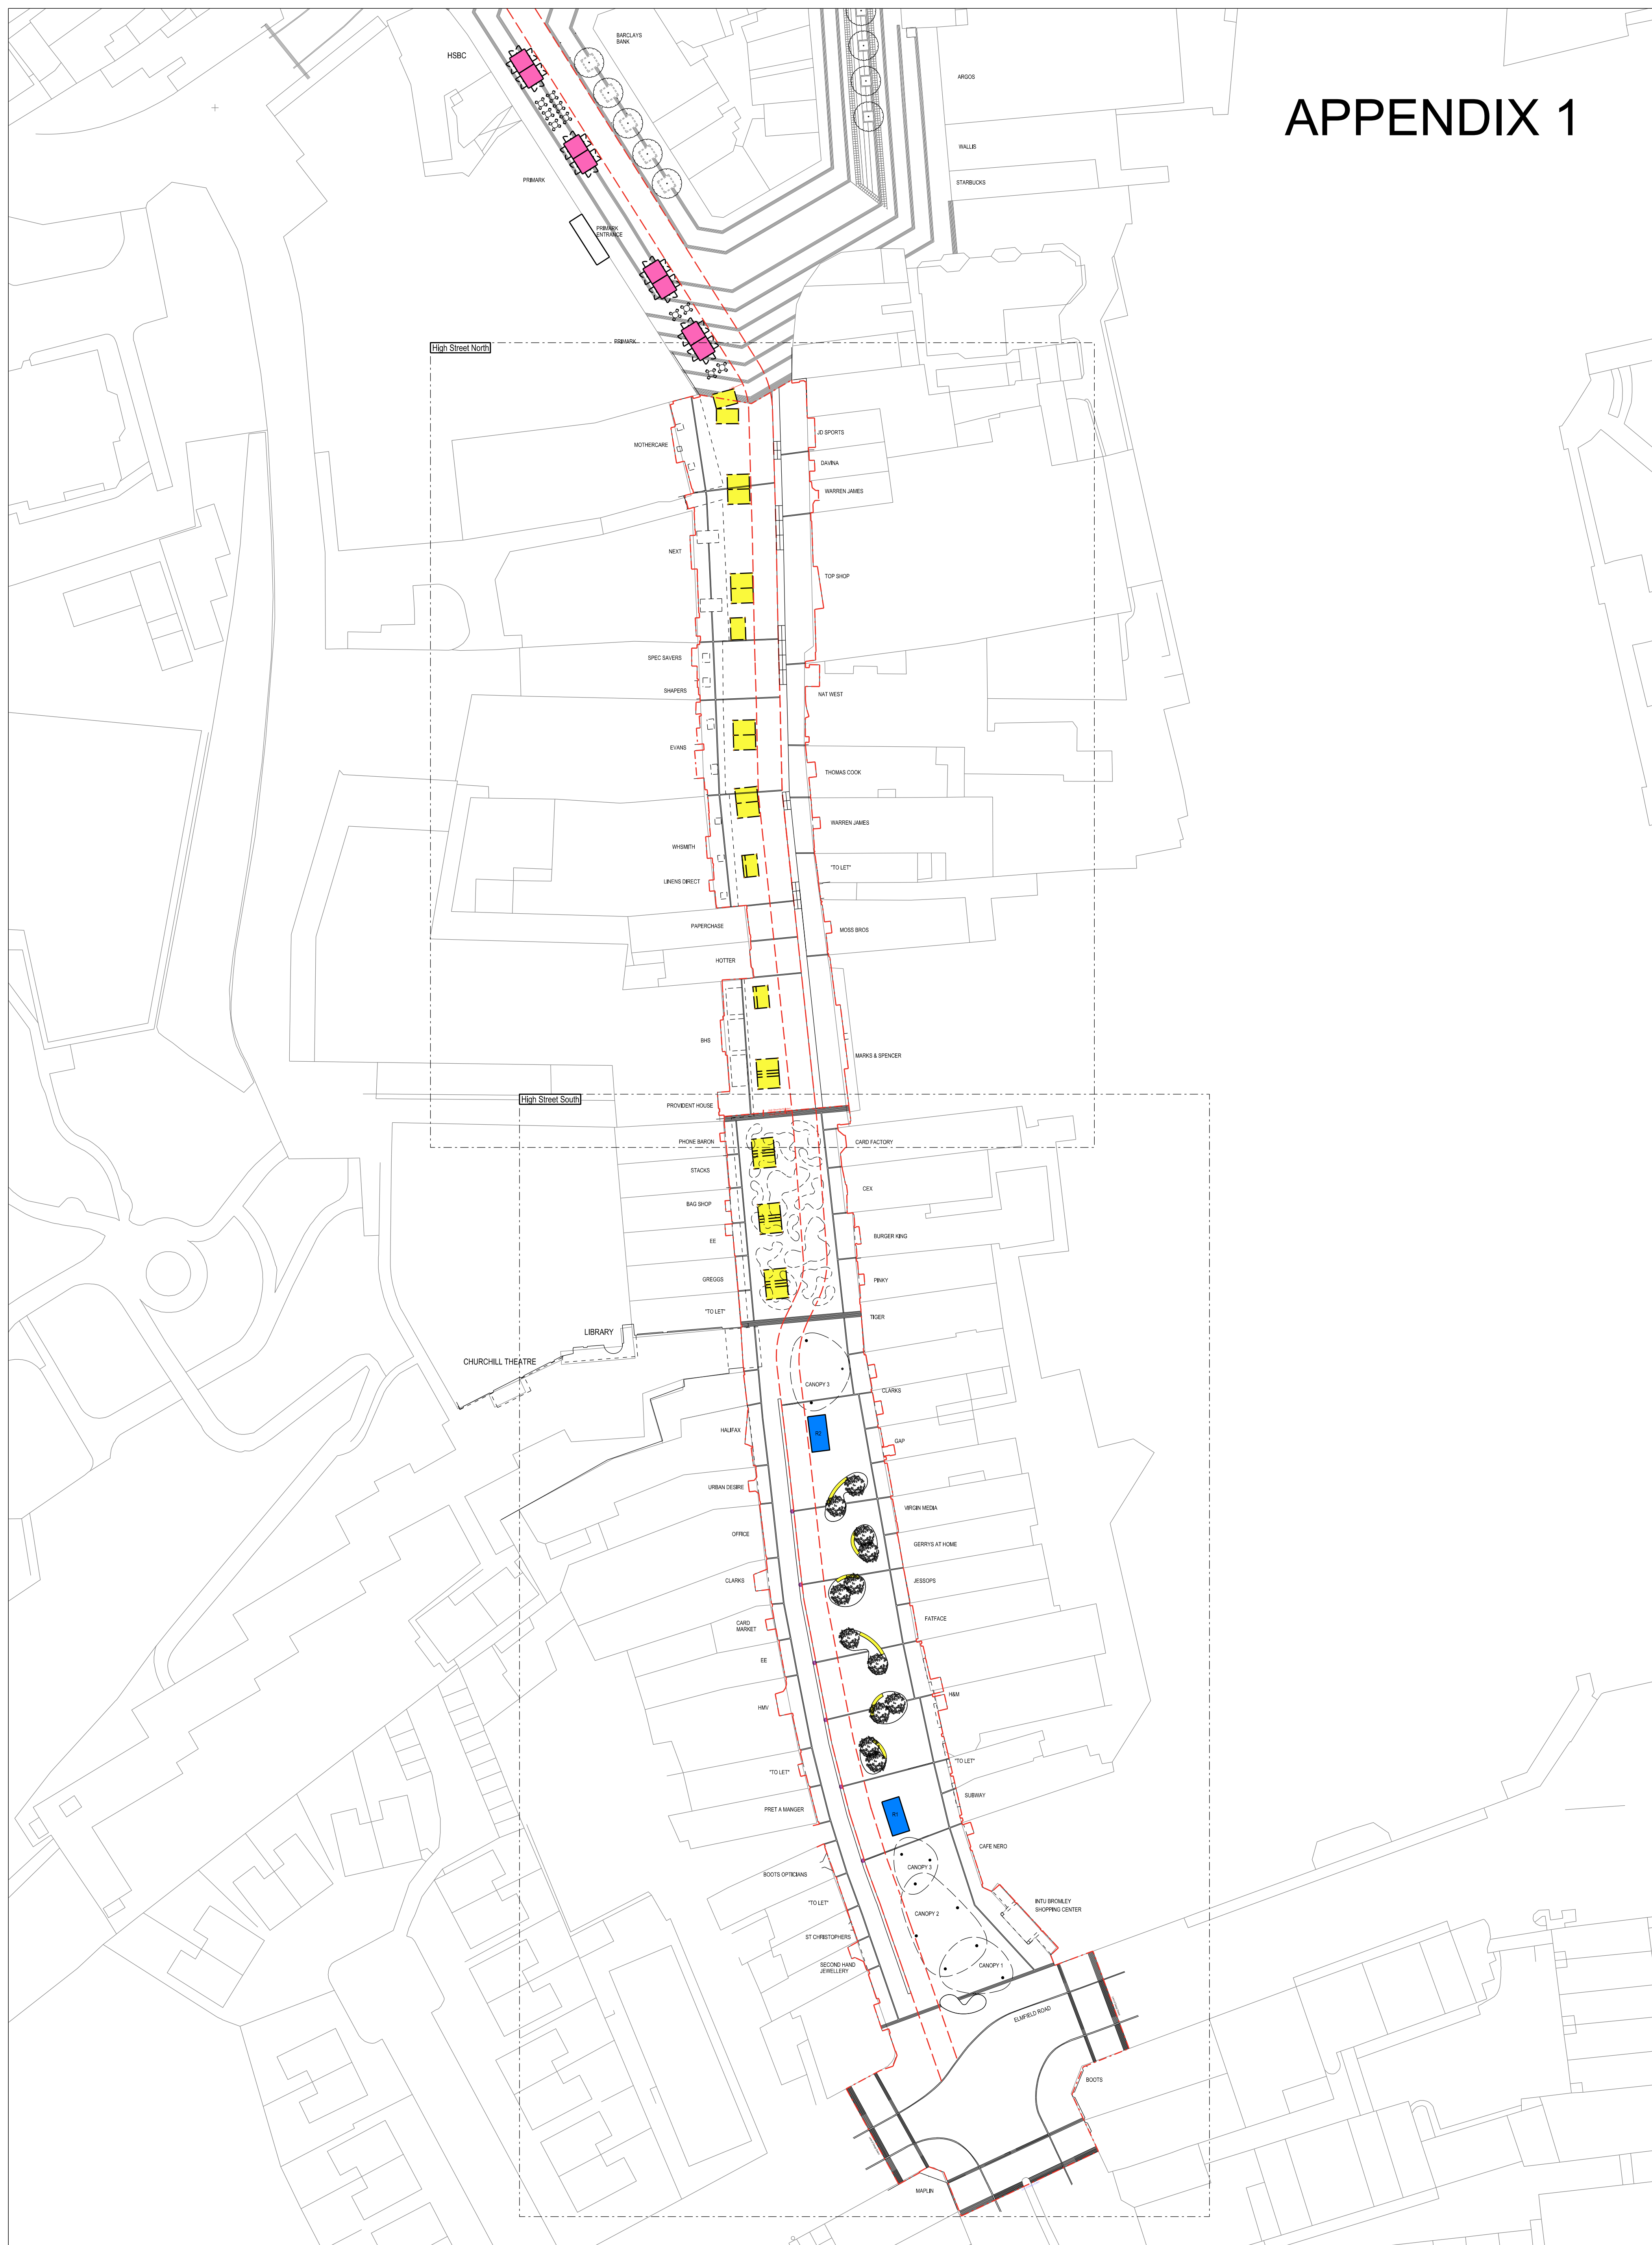 APPENDIX 1
BARCLAYS
BANK
HSBC
ARGOS
WALLIS
PRIMARK
STARBUCKS
PRIMARK
ENTRANCE
PRIMARK
High Street North
JD SPORTS
MOTHERCARE
DAVINA
WARREN JAMES
NEXT
TOP SHOP
SPEC SAVERS
SHAPERS
NAT WEST
EVANS
THOMAS COOK
WARREN JAMES
WHSMITH
"TO LET"
LINENS DIRECT
PAPERCHASE
MOSS BROS
HOTTER
BHS
MARKS & SPENCER
High Street South
PROVIDENT HOUSE
PHONE BARON
CARD FACTORY
STACKS
CEX
BAG SHOP
BURGER KING
EE
GREGGS
PINKY
"TO LET"
TIGER
LIBRARY
CHURCHILL THEATRE
CANOPY 3
CLARKS
HALIFAX
R2
GAP
URBAN DESIRE
VIRGIN MEDIA
OFFICE
GERRYS AT HOME
CLARKS
JESSOPS
CARD
MARKET
FATFACE
EE
H&M
HMV
"TO LET"
"TO LET"
SUBWAY
PRET A MANGER
R1
CAFE NERO
CANOPY 3
BOOTS OPTICIANS
"TO LET"
INTU BROMLEY
SHOPPING CENTER
CANOPY 2
ST CHRISTOPHERS
SECOND HAND
JEWELLERY
CANOPY 1
ELMFIELD ROAD
BOOTS
MAPLIN